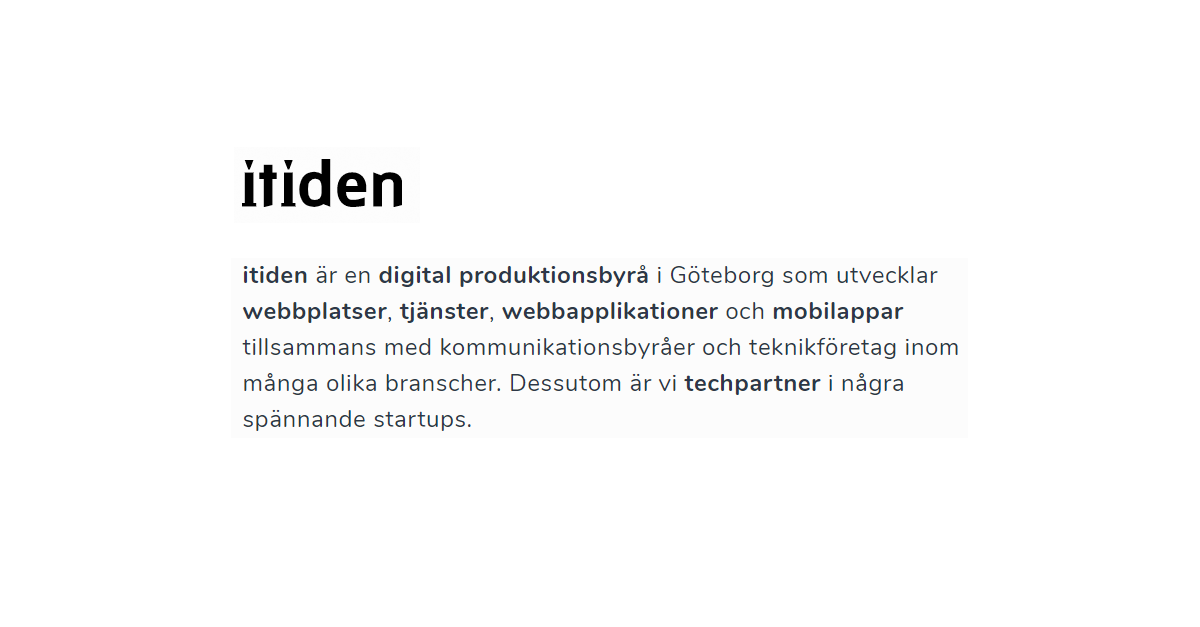 itiden
itiden är en digital produktionsbyrå i Göteborg som utvecklar
webbplatser, tjänster, webbapplikationer och mobilappar
tillsammans med kommunikationsbyråer och teknikföretag inom
många olika branscher. Dessutom är vi techpartner i några
spännande startups.